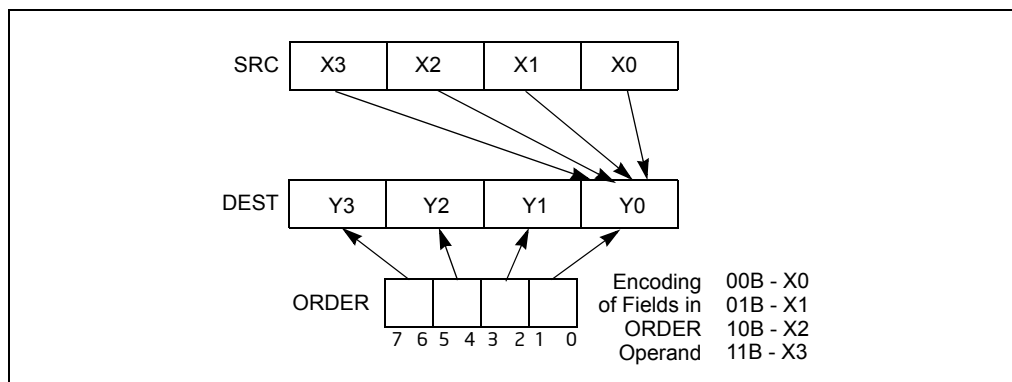 SRC X3 X2 X1 X0
DEST Y3 Y2 Y1 Y0
ORDER
7 6 5 4 3 2 1 0
Encoding 00B - X0
of Fields in 01B - X1
ORDER 10B - X2
Operand 11B - X3